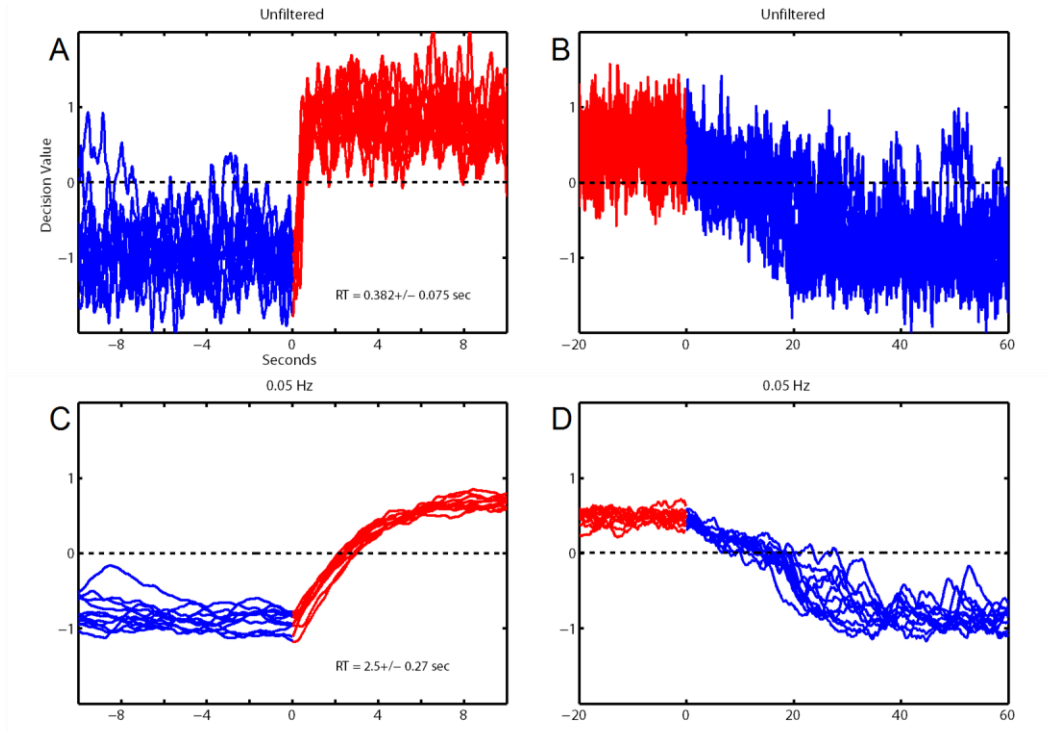 Unfiltered
A
Decision Value
1
0
−1
RT = 0.382+/− 0.075 sec
−8
−4
0
4
8
Seconds
Unfiltered
B
1
0
−1
−20
0
20
40
60
0.05 Hz
C
1
0
−1
RT = 2.5+/− 0.27 sec
−8
−4
0
4
8
0.05 Hz
D
1
0
−1
−20
0
20
40
60